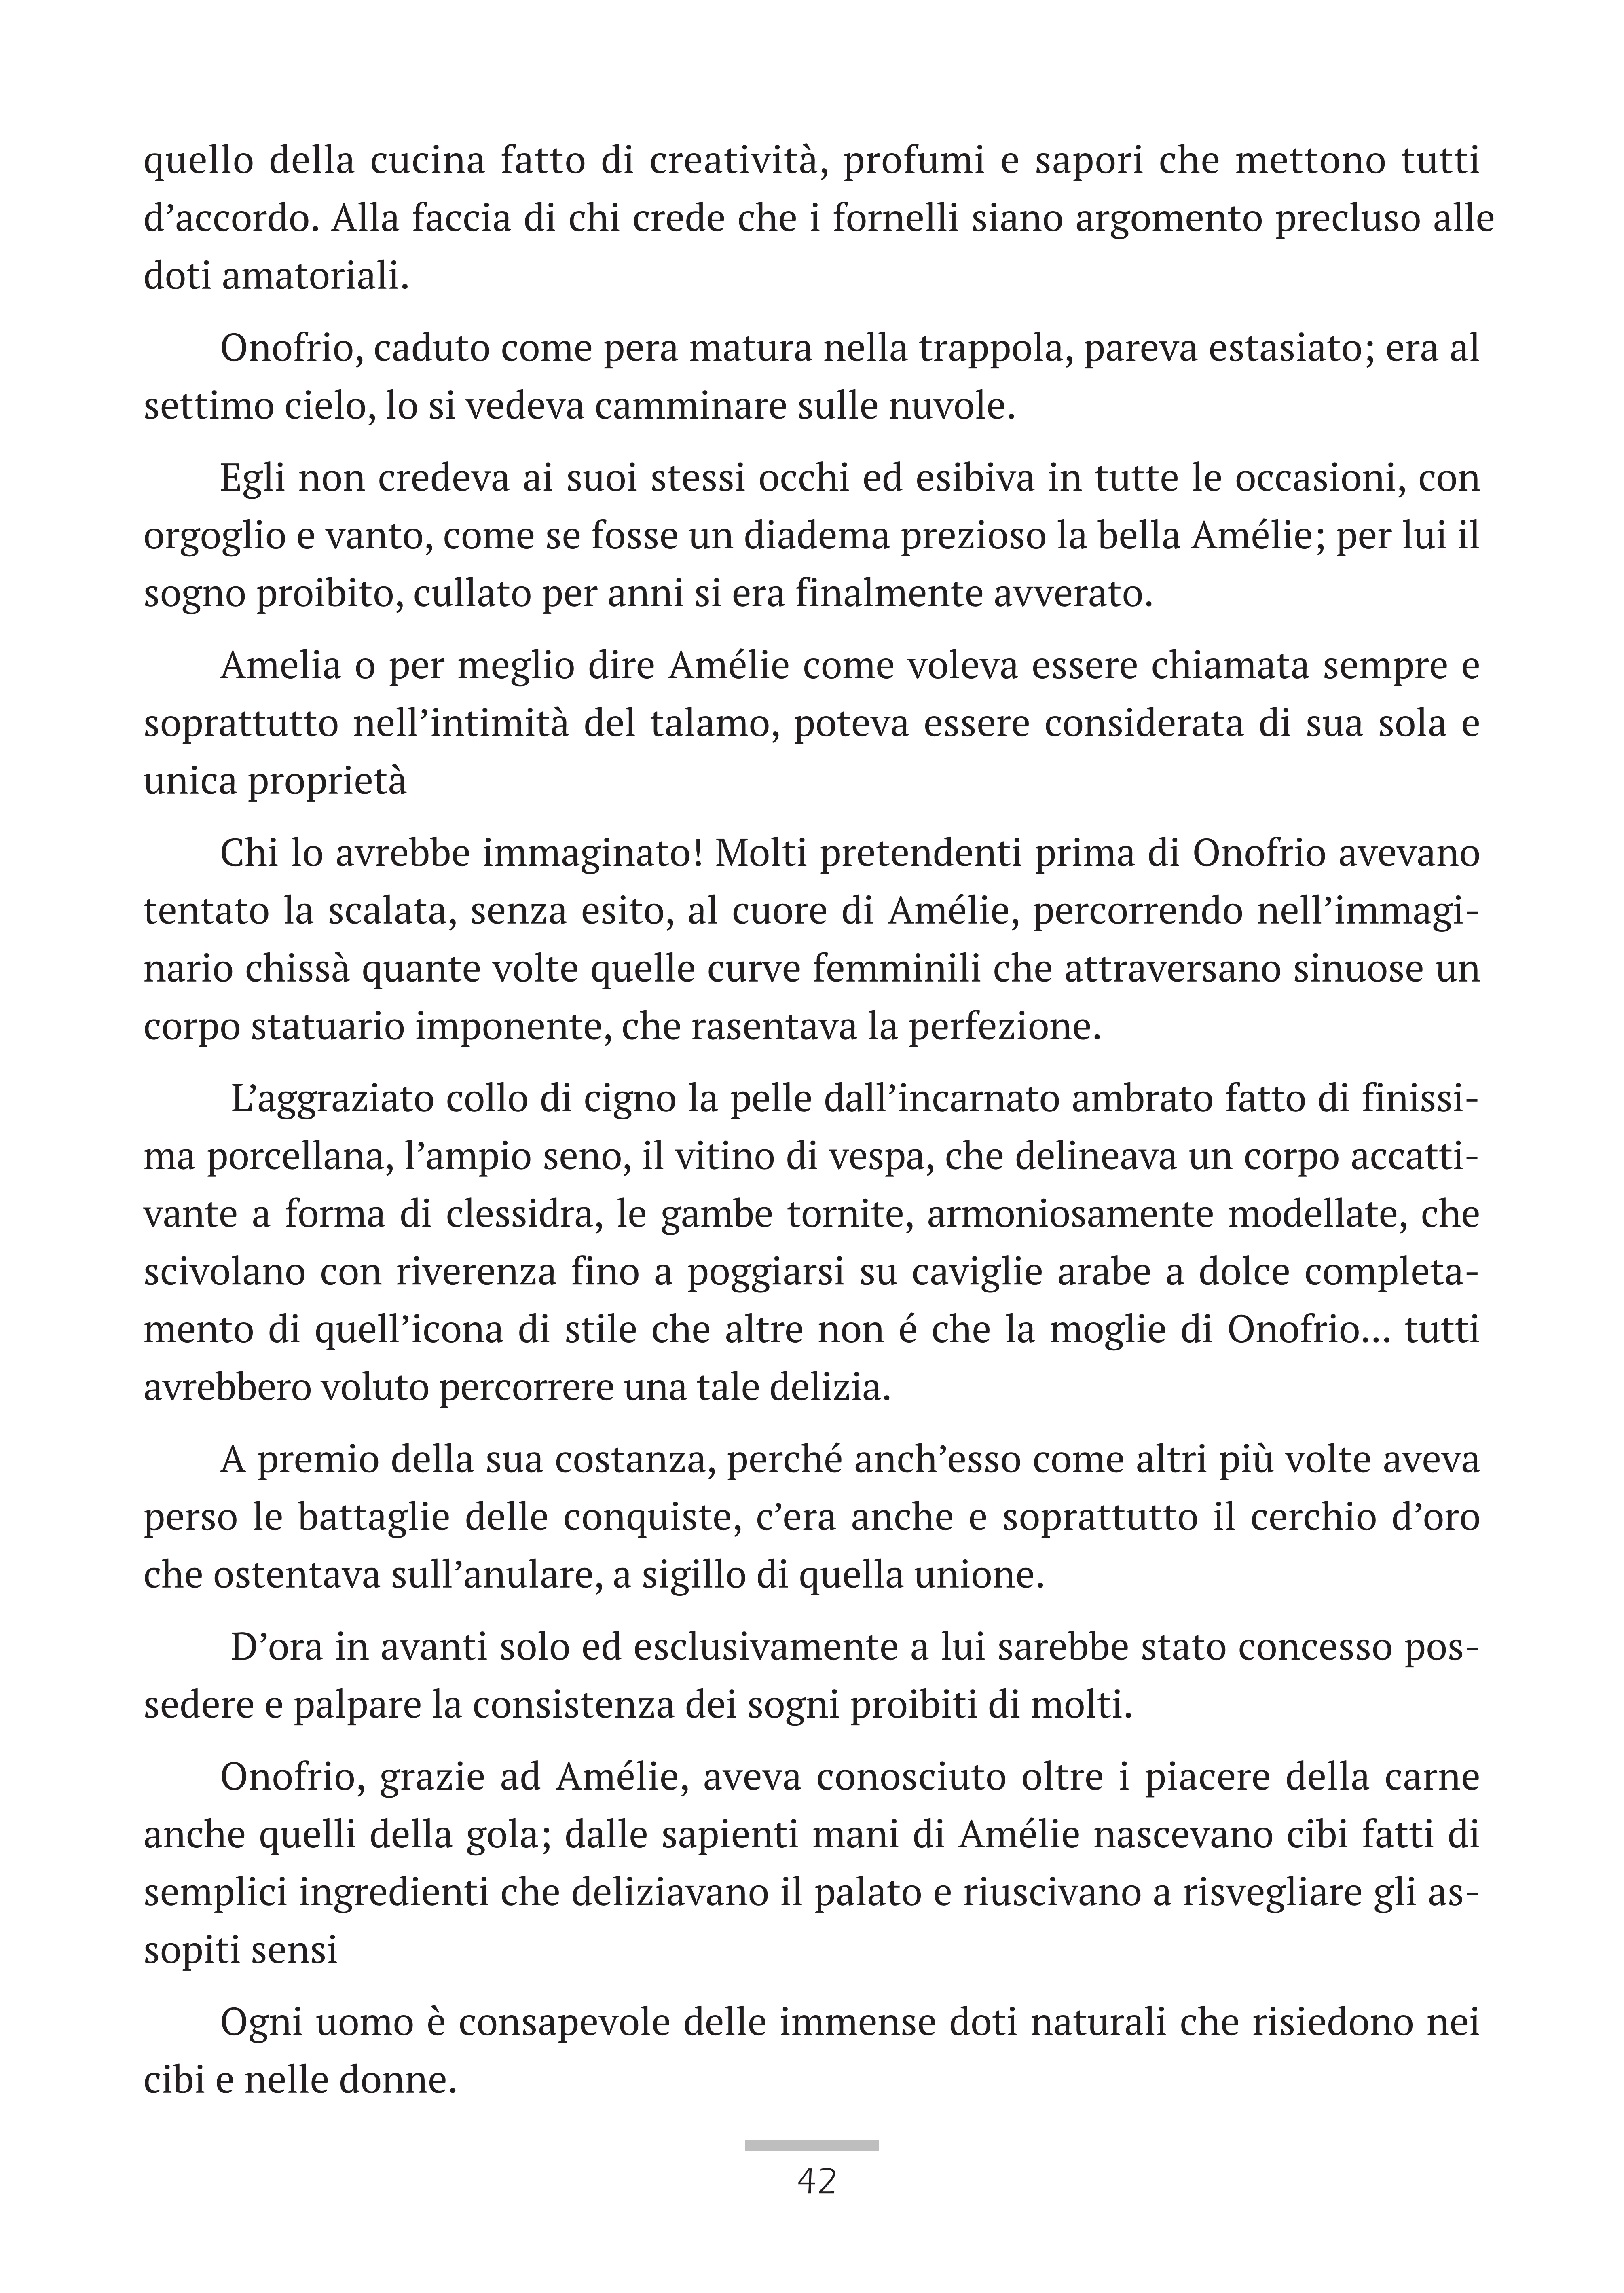 quello della cucina fatto di creatività, profumi e sapori che mettono tutti
d’accordo. Alla faccia di chi crede che i fornelli siano argomento precluso alle
doti amatoriali.
Onofrio, caduto come pera matura nella trappola, pareva estasiato; era al
settimo cielo, lo si vedeva camminare sulle nuvole.
Egli non credeva ai suoi stessi occhi ed esibiva in tutte le occasioni, con
orgoglio e vanto, come se fosse un diadema prezioso la bella Amélie; per lui il
sogno proibito, cullato per anni si era finalmente avverato.
Amelia o per meglio dire Amélie come voleva essere chiamata sempre e
soprattutto nell’intimità del talamo, poteva essere considerata di sua sola e
unica proprietà
Chi lo avrebbe immaginato! Molti pretendenti prima di Onofrio avevano
tentato la scalata, senza esito, al cuore di Amélie, percorrendo nell’immagi-
nario chissà quante volte quelle curve femminili che attraversano sinuose un
corpo statuario imponente, che rasentava la perfezione.
L’aggraziato collo di cigno la pelle dall’incarnato ambrato fatto di finissi-
ma porcellana, l’ampio seno, il vitino di vespa, che delineava un corpo accatti-
vante a forma di clessidra, le gambe tornite, armoniosamente modellate, che
scivolano con riverenza fino a poggiarsi su caviglie arabe a dolce completa-
mento di quell’icona di stile che altre non é che la moglie di Onofrio... tutti
avrebbero voluto percorrere una tale delizia.
A premio della sua costanza, perché anch’esso come altri più volte aveva
perso le battaglie delle conquiste, c’era anche e soprattutto il cerchio d’oro
che ostentava sull’anulare, a sigillo di quella unione.
D’ora in avanti solo ed esclusivamente a lui sarebbe stato concesso pos-
sedere e palpare la consistenza dei sogni proibiti di molti.
Onofrio, grazie ad Amélie, aveva conosciuto oltre i piacere della carne
anche quelli della gola; dalle sapienti mani di Amélie nascevano cibi fatti di
semplici ingredienti che deliziavano il palato e riuscivano a risvegliare gli as-
sopiti sensi
Ogni uomo è consapevole delle immense doti naturali che risiedono nei
cibi e nelle donne.
42